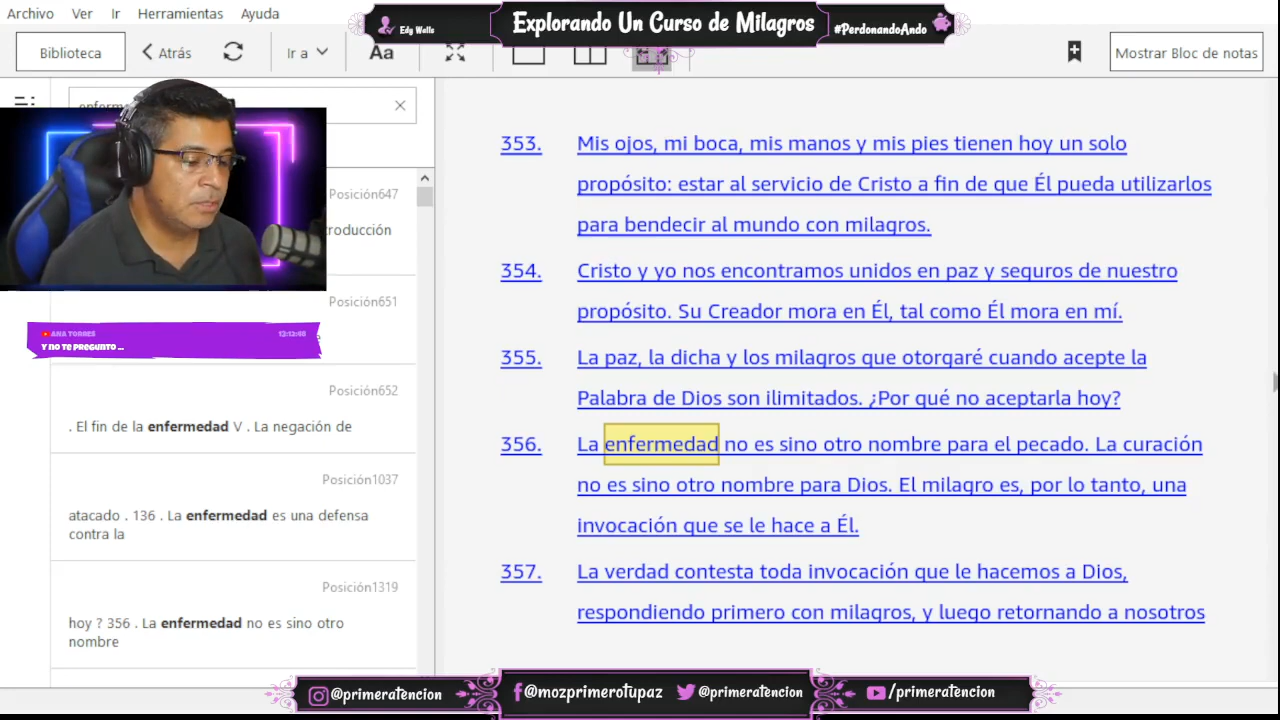 Archivo Ver Ir Herramientas Ayuda
Edy Wells
Explorando Un Curso de Milagros
#PerdonandoAndo
Biblioteca
Atrás
Ir a
Aa
Mostrar Bloc de notas
Posición647
troducción
Posición651
ANA TORRES 12:12:48
Y NO TE PREGUNTO ...
Posición652
. El fin de la enfermedad V . La negación de
Posición1037
atacado . 136 . La enfermedad es una defensa
contra la
Posición1319
hoy ? 356 . La enfermedad no es sino otro
nombre
353. Mis ojos, mi boca, mis manos y mis pies tienen hoy un solo
propósito: estar al servicio de Cristo a fin de que Él pueda utilizarlos
para bendecir al mundo con milagros.
354. Cristo y yo nos encontramos unidos en paz y seguros de nuestro
propósito. Su Creador mora en Él, tal como Él mora en mí.
355. La paz, la dicha y los milagros que otorgaré cuando acepte la
Palabra de Dios son ilimitados. ¿Por qué no aceptarla hoy?
356. La enfermedad no es sino otro nombre para el pecado. La curación
no es sino otro nombre para Dios. El milagro es, por lo tanto, una
invocación que se le hace a Él.
357. La verdad contesta toda invocación que le hacemos a Dios,
respondiendo primero con milagros, y luego retornando a nosotros
@primeratencion
@mozprimerotupaz
@primeratencion
/primeratencion